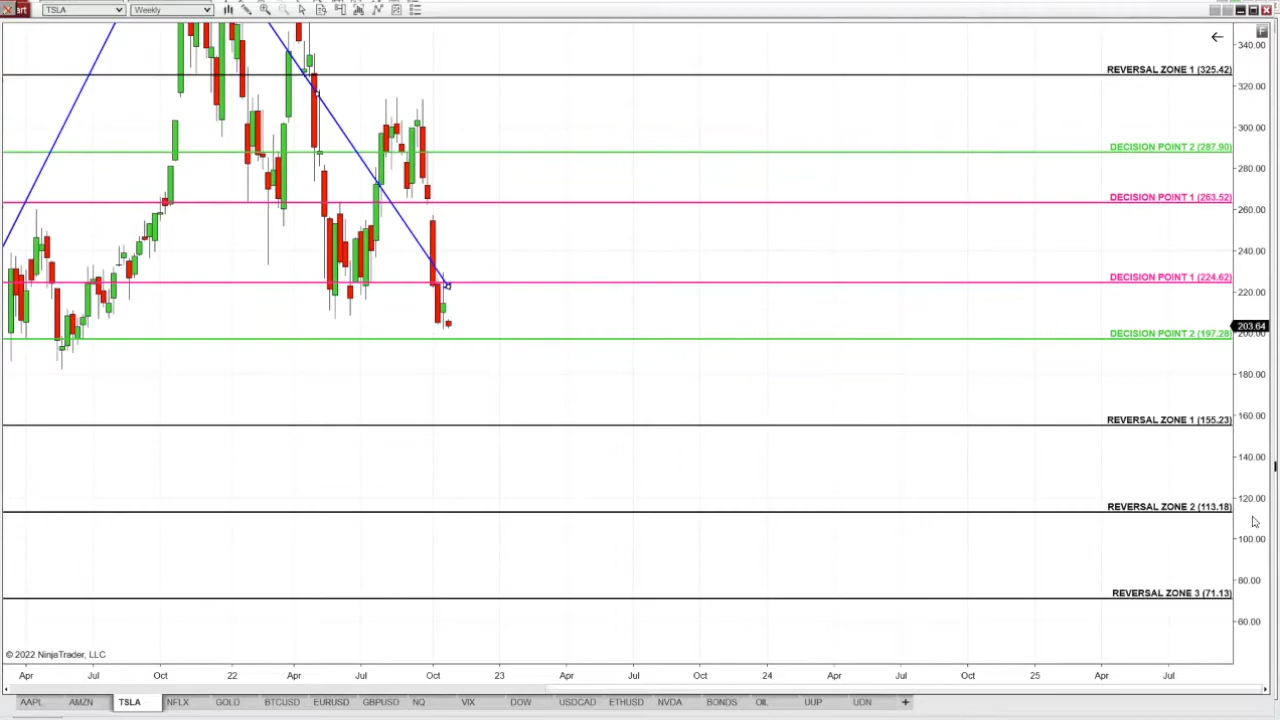 art TSLA Weekly
F
340.00
REVERSAL ZONE 1 (325.42)
320.00
300.00
DECISION POINT 2 (287.90)
280.00
DECISION POINT 1 (263.52)
260.00
240.00
DECISION POINT 1 (224.62)
220.00
203.64
DECISION POINT 2 (197.28)
200.00
180.00
160.00
REVERSAL ZONE 1 (155.23)
140.00
120.00
REVERSAL ZONE 2 (113.18)
100.00
80.00
REVERSAL ZONE 3 (71.13)
60.00
© 2022 NinjaTrader, LLC
Apr Jul Oct 22 Apr Jul Oct 23 Apr Jul Oct 24 Apr Jul Oct 25 Apr Jul
AAPL AMZN TSLA NFLX GOLD BTCUSD EURUSD GBPUSD NQ VIX DOW USDCAD ETHUSD NVDA BONDS OIL UUP UDN +